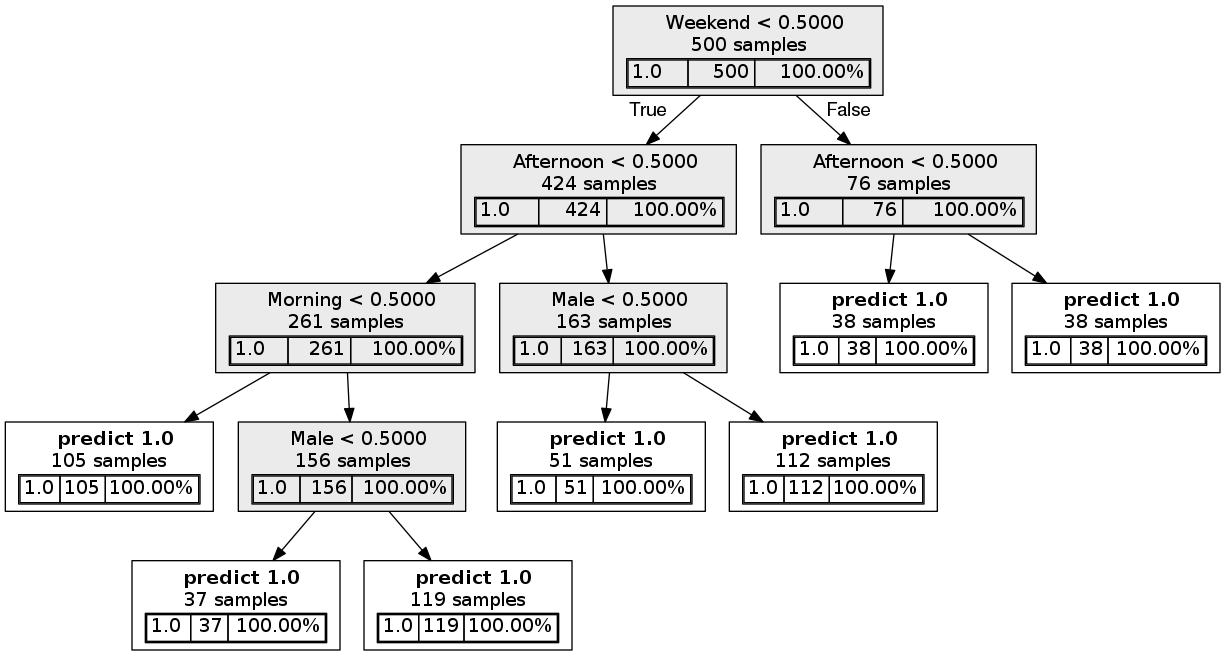 Weekend < 0.5000
500 samples
1.0 500 100.00%
True False
Afternoon < 0.5000
424 samples
1.0 424 100.00%
Afternoon < 0.5000
76 samples
1.0 76 100.00%
Morning < 0.5000
261 samples
1.0 261 100.00%
Male < 0.5000
163 samples
1.0 163 100.00%
predict 1.0
38 samples
1.0 38 100.00%
predict 1.0
38 samples
1.0 38 100.00%
predict 1.0
105 samples
1.0 105 100.00%
Male < 0.5000
156 samples
1.0 156 100.00%
predict 1.0
51 samples
1.0 51 100.00%
predict 1.0
112 samples
1.0 112 100.00%
predict 1.0
37 samples
1.0 37 100.00%
predict 1.0
119 samples
1.0 119 100.00%